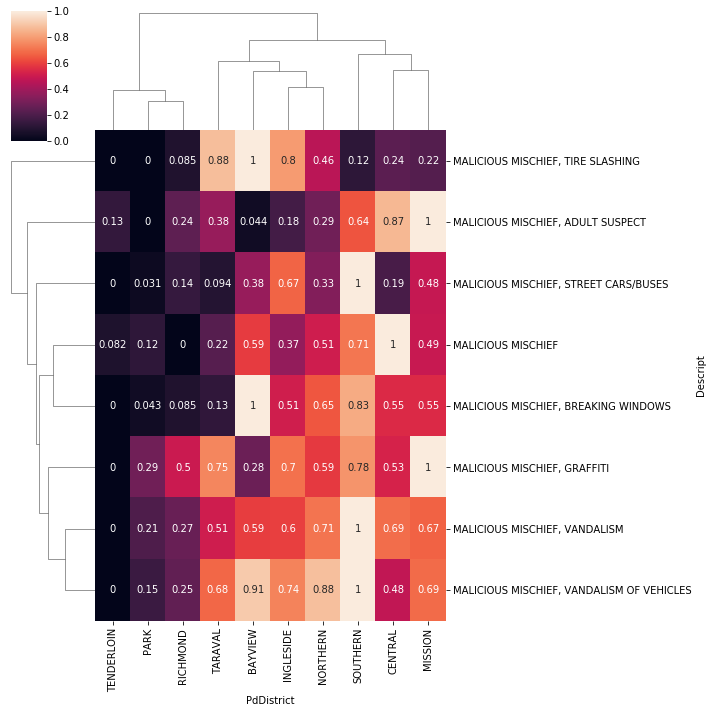 1.0
0.8
0.6
0.4
0.2
0.0
0 0 0.085 0.88 1 0.8 0.46 0.12 0.24 0.22 MALICIOUS MISCHIEF, TIRE SLASHING
0.13 0 0.24 0.38 0.044 0.18 0.29 0.64 0.87 1 MALICIOUS MISCHIEF, ADULT SUSPECT
0 0.031 0.14 0.094 0.38 0.67 0.33 1 0.19 0.48 MALICIOUS MISCHIEF, STREET CARS/BUSES
0.082 0.12 0 0.22 0.59 0.37 0.51 0.71 1 0.49 MALICIOUS MISCHIEF
0 0.043 0.085 0.13 1 0.51 0.65 0.83 0.55 0.55 MALICIOUS MISCHIEF, BREAKING WINDOWS
0 0.29 0.5 0.75 0.28 0.7 0.59 0.78 0.53 1 MALICIOUS MISCHIEF, GRAFFITI
0 0.21 0.27 0.51 0.59 0.6 0.71 1 0.69 0.67 MALICIOUS MISCHIEF, VANDALISM
0 0.15 0.25 0.68 0.91 0.74 0.88 1 0.48 0.69 MALICIOUS MISCHIEF, VANDALISM OF VEHICLES
Descript
TENDERLOIN
PARK
RICHMOND
TARAVAL
BAYVIEW
INGLESIDE
NORTHERN
SOUTHERN
CENTRAL
MISSION
PdDistrict